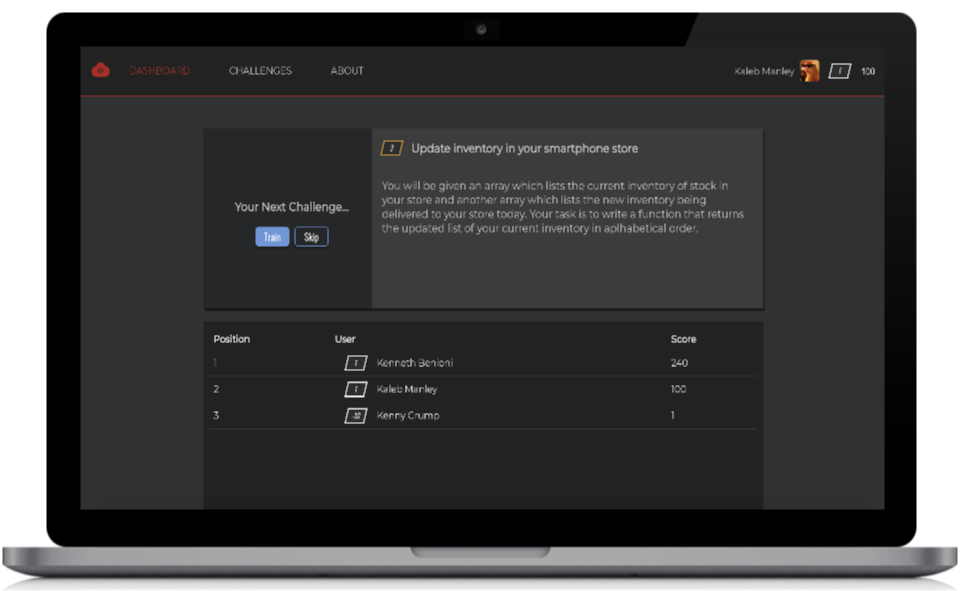 DASHBOARD CHALLENGES ABOUT Kaleb Manley 1 100
2 Update inventory in your smartphone store
You will be given an array which lists the current inventory of stock in
your store and another array which lists the new inventory being
delivered to your store today. Your task is to write a function that returns
the updated list of your current inventory in aplhabetical order.
Your Next Challenge...
Train Skip
Position User Score
1 1 Kenneth Benioni 240
2 1 Kaleb Manley 100
3 Kenny Crump 1